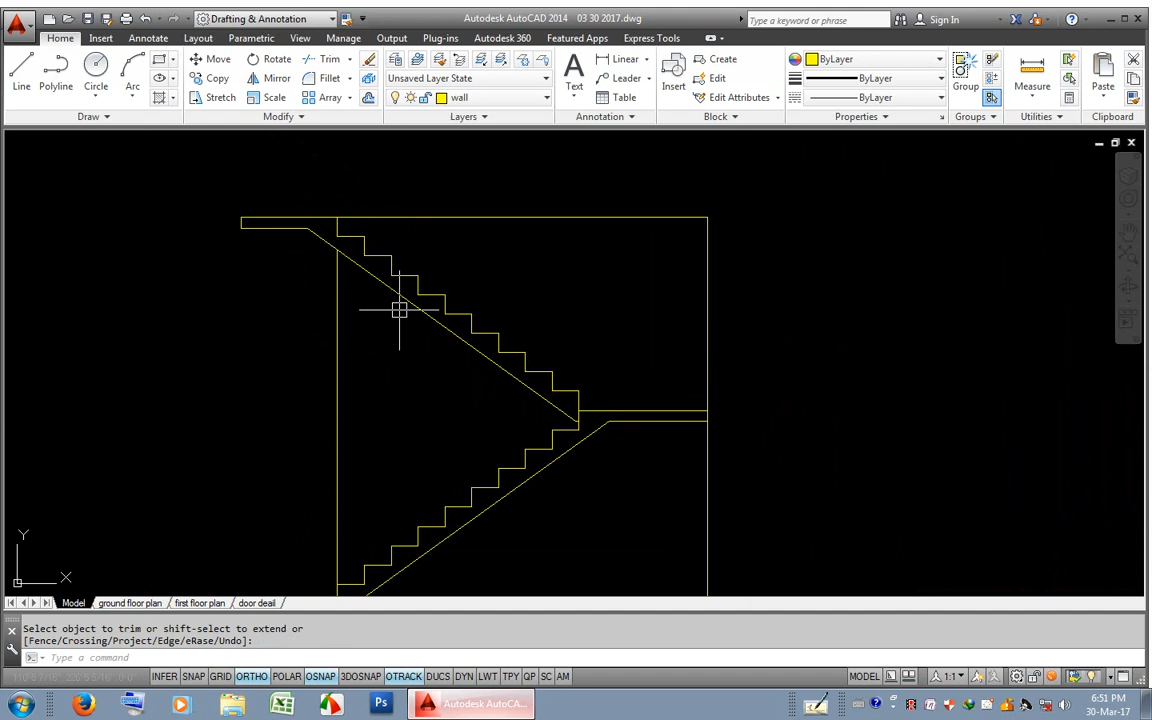 Drafting & Annotation
Autodesk AutoCAD 2014 03 30 2017.dwg
Type a keyword or phrase
Sign In
Home Insert Annotate Layout Parametric View Manage Output Plug-ins Autodesk 360 Featured Apps Express Tools
Line
Polyline
Circle
Arc
Move
Copy
Stretch
Rotate
Mirror
Scale
Trim
Fillet
Array
Unsaved Layer State
wall
Text
Linear
Leader
Table
Insert
Create
Edit
Edit Attributes
ByLayer
ByLayer
ByLayer
Group
Measure
Paste
Draw Modify Layers Annotation Block Properties Groups Utilities Clipboard
Y
X
Model ground floor plan first floor plan door deail
Select object to trim or shift-select to extend or
[Fence/Crossing/Project/Edge/eRase/Undo]:
Type a command
INFER SNAP GRID ORTHO POLAR OSNAP 3DOSNAP OTRACK DUCS DYN LWT TPY QP SC AM
MODEL 1:1
Ps
Autodesk AutoCA...
6:51 PM
30-Mar-17